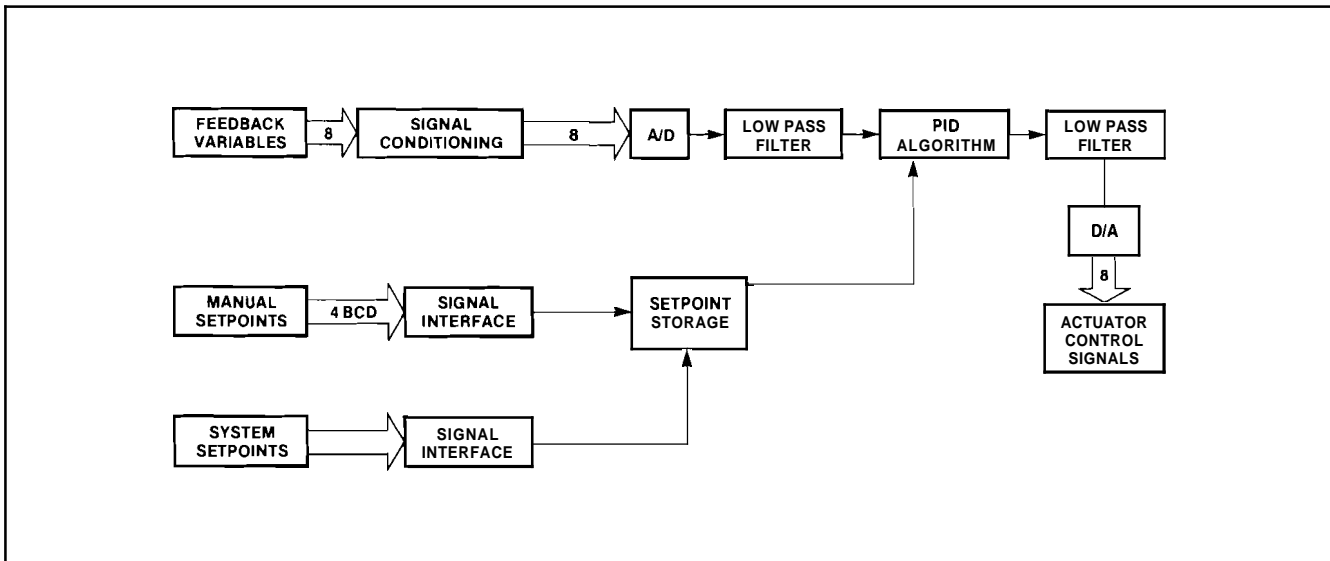 FEEDBACK
VARIABLES
8
SIGNAL
CONDITIONING
8
A/D
LOW PASS
FILTER
PID
ALGORITHM
LOW PASS
FILTER
D/A
8
ACTUATOR
CONTROL
SIGNALS
MANUAL
SETPOINTS
4 BCD
SIGNAL
INTERFACE
SETPOINT
STORAGE
SYSTEM
SETPOINTS
SIGNAL
INTERFACE